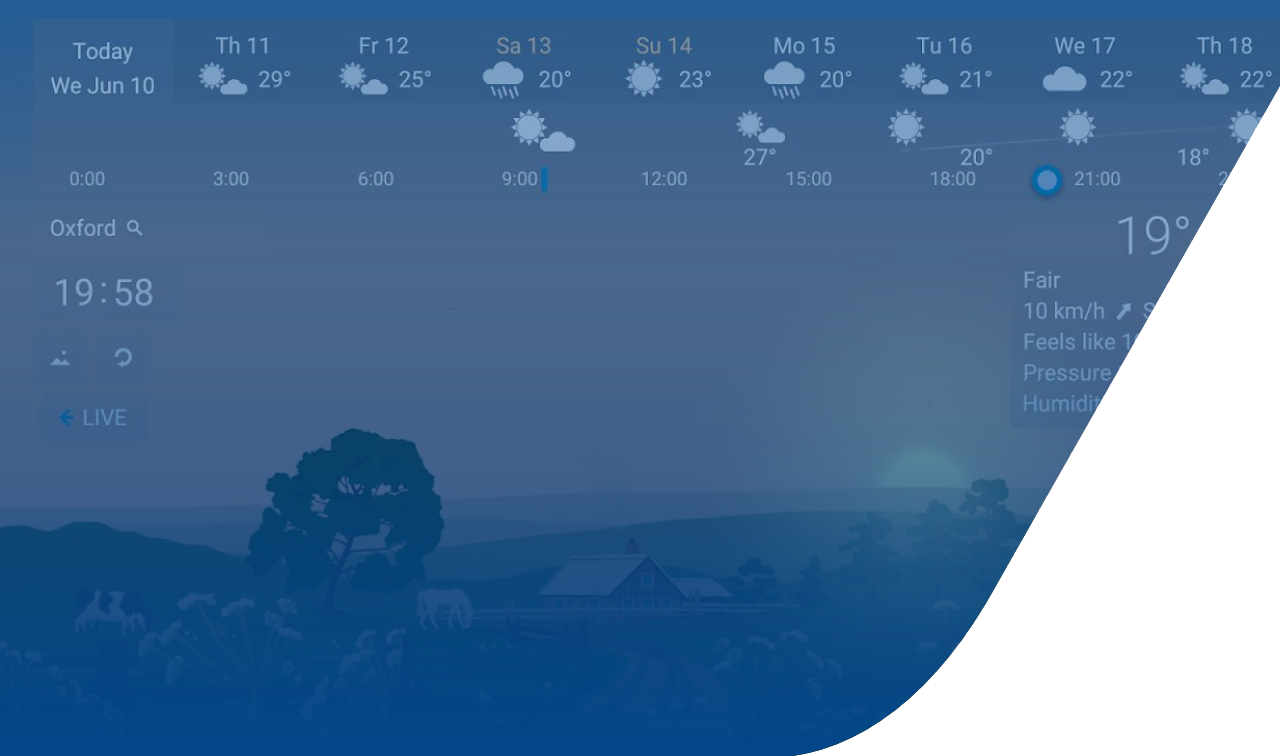 Today
We Jun 10
Th 11
29°
Fr 12
25°
Sa 13
20°
Su 14
23°
Mo 15
20°
Tu 16
21°
We 17
22°
Th 18
22°
27° 20° 18°
0:00 3:00 6:00 9:00 12:00 15:00 18:00 21:00
Oxford
19:58
LIVE
19°
Fair
10 km/h
Feels like
Pressure